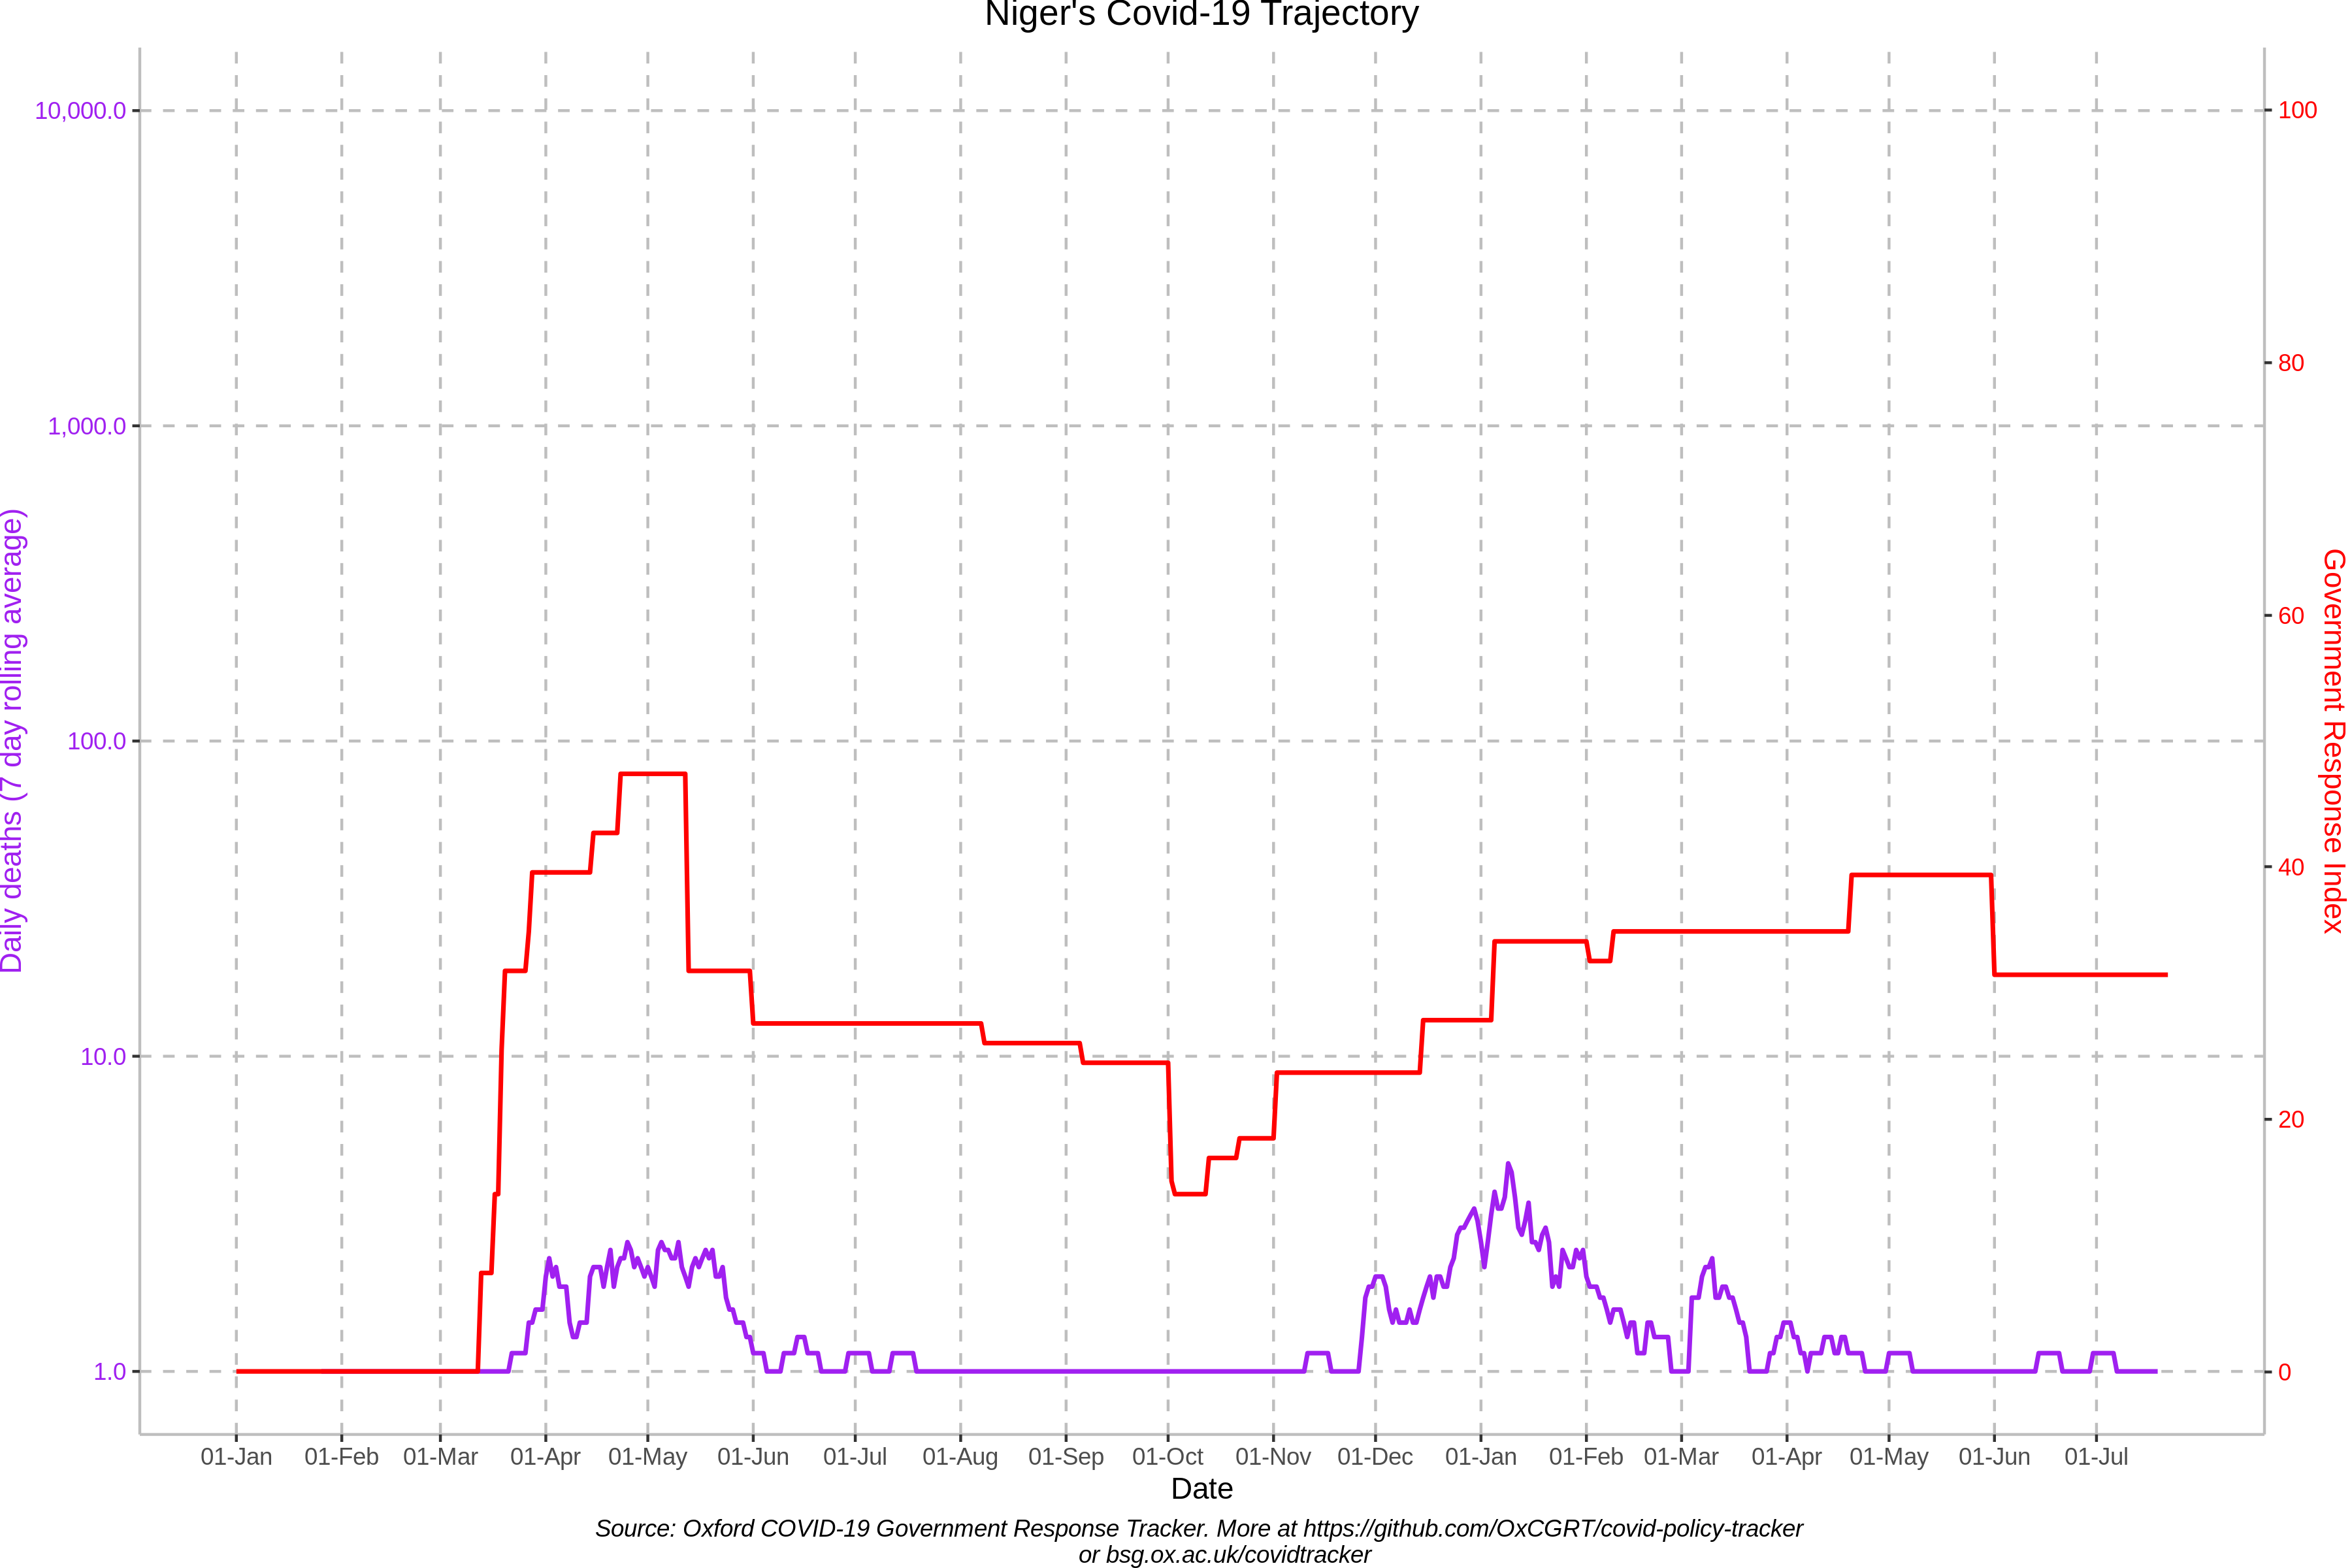 Niger's Covid-19 Trajectory
10,000.0
1,000.0
100.0
10.0
1.0
Daily deaths (7 day rolling average)
100
80
60
40
20
0
Government Response Index
01-Jan 01-Feb 01-Mar 01-Apr 01-May 01-Jun 01-Jul 01-Aug 01-Sep 01-Oct 01-Nov 01-Dec 01-Jan 01-Feb 01-Mar 01-Apr 01-May 01-Jun 01-Jul
Date
Source: Oxford COVID-19 Government Response Tracker. More at https://github.com/OxCGRT/covid-policy-tracker
or bsg.ox.ac.uk/covidtracker